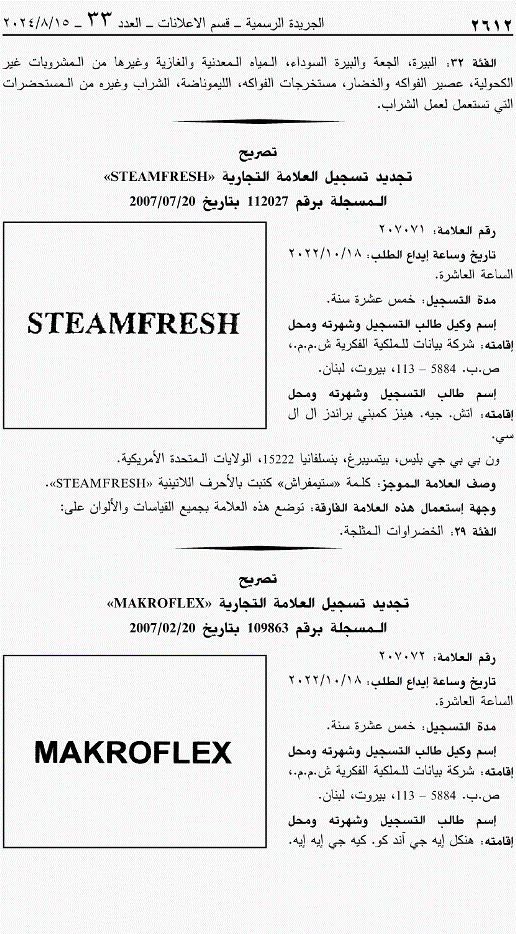 ٢٦١٢ الجريدة الرسمية ـ قسم الاعلانات ـ العدد ٣٣ ـ ٢٠٢٤/٨/١٥
الفئة ٣٢: البيرة، الجعة والبيرة السوداء، المياه المعدنية والغازية وغيرها من المشروبات غير
الكحولية، عصير الفواكه والخضار، مستخرجات الفواكه، الليموناضة، الشراب وغيره من المستحضرات
التي تستعمل لعمل الشراب.
تصريح
تجديد تسجيل العلامة التجارية «STEAMFRESH»
المسجلة برقم 112027 بتاريخ 2007/07/20
رقم العلامة: ٢٠٧٠٧١
تاريخ وساعة إيداع الطلب: ٢٠٢٢/١٠/١٨
الساعة العاشرة.
مدة التسجيل: خمس عشرة سنة.
إسم وكيل طالب التسجيل وشهرته ومحل
إقامته: شركة بيانات للملكية الفكرية ش.م.م.،
ص.ب. 5884 – 113، بيروت، لبنان.
إسم طالب التسجيل وشهرته ومحل
إقامته: اتش. جيه. هينز كمبني براندز ال ال
سي.
STEAMFRESH
ون بي بي جي بليس، بيتسيبرغ، بنسلفانيا 15222، الولايات المتحدة الأمريكية.
وصف العلامة الموجز: كلمة «ستيمفراش» كتبت بالأحرف اللاتينية «STEAMFRESH».
وجهة إستعمال هذه العلامة الفارقة: توضع هذه العلامة بجميع القياسات والألوان على:
الفئة ٢٩: الخضراوات المثلجة.
تصريح
تجديد تسجيل العلامة التجارية «MAKROFLEX»
المسجلة برقم 109863 بتاريخ 2007/02/20
رقم العلامة: ٢٠٧٠٧٢
تاريخ وساعة إيداع الطلب: ٢٠٢٢/١٠/١٨
الساعة العاشرة.
مدة التسجيل: خمس عشرة سنة.
إسم وكيل طالب التسجيل وشهرته ومحل
إقامته: شركة بيانات للملكية الفكرية ش.م.م.،
ص.ب. 5884 – 113، بيروت، لبنان.
إسم طالب التسجيل وشهرته ومحل
إقامته: هنكل إيه جي آند كو. كيه جي إيه إيه.
MAKROFLEX